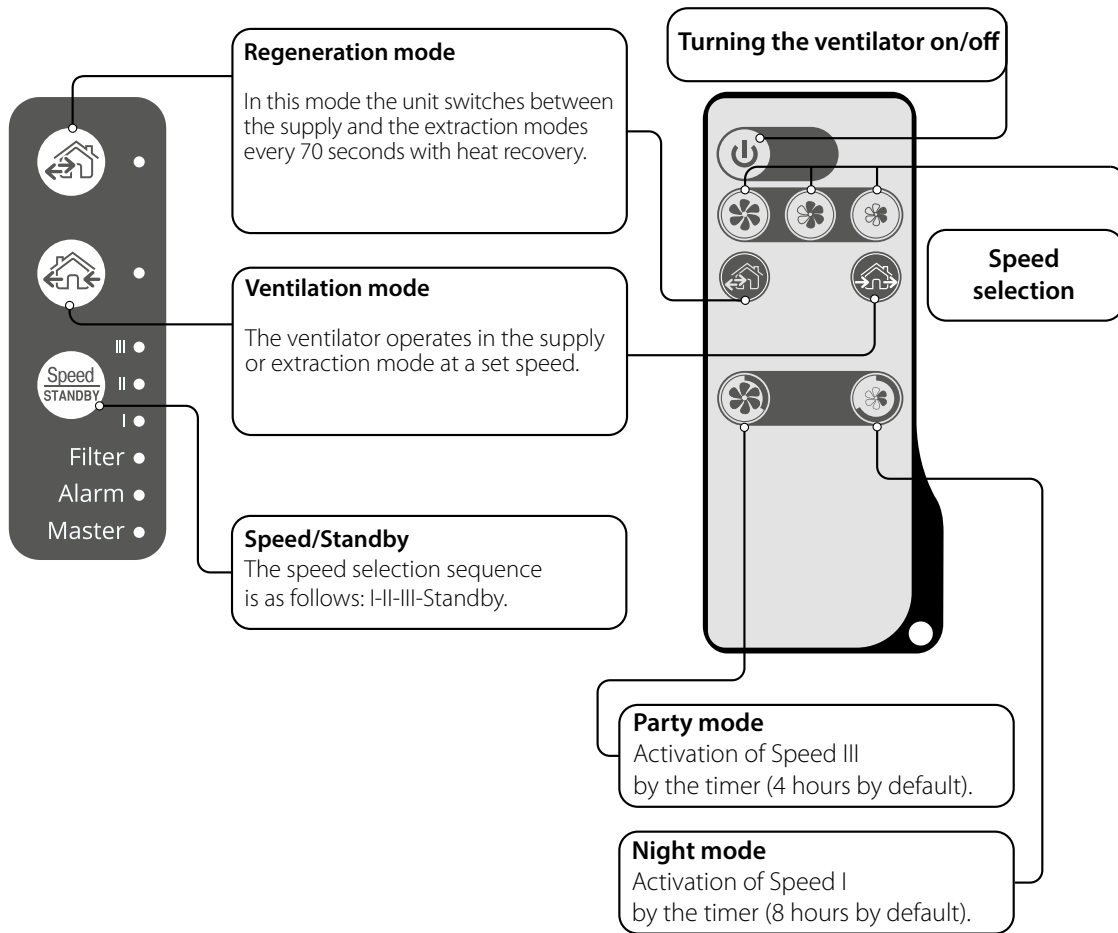 Regeneration mode
In this mode the unit switches between
the supply and the extraction modes
every 70 seconds with heat recovery.
Turning the ventilator on/off
Speed
selection
Ventilation mode
The ventilator operates in the supply
or extraction mode at a set speed.
III
Speed
STANDBY
II
I
Filter
Alarm
Master
Speed/Standby
The speed selection sequence
is as follows: I-II-III-Standby.
Party mode
Activation of Speed III
by the timer (4 hours by default).
Night mode
Activation of Speed I
by the timer (8 hours by default).